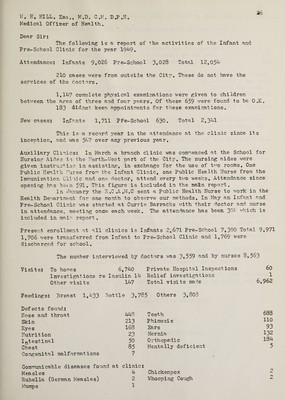 26
W. H. HILL, Esq., M.D. C.M. D.P.H.
Medical Officer of Health.
Dear Sir:
The following is a report of the activities of the Infant and
Pre-School Clinic for the year 1949.
Attendance: Infants 9,026 Pre-School 3,028 Total 12,054
210 cases were from outside the City. These do not have the
services of the doctors.
1,147 complete physical examinations were given to children
between the ages of three and four years. Of these 659 were found to be O.K.
183 did not keep appointments for these examinations.
New cases: Infants 1,711 Pre-School 630. Total 2,341
This is a record year in the attendance at the clinic since its
inception, and was 547 over any previous year.
Auxiliary Clinics: In March a branch clinic was commenced at the School for
Nursing Aides in the North-West part of the City. The nursing aides were
given instruction in assisting, in exchange for the use of two rooms. One
Public Health Nurse from the Infant Clinic, one Public Health Nurse from the
Immunization Clinic and one doctor, attend every two weeks. Attendance since
opening has been 591. This figure is included in the main report.
In January the R.C.A.M.C sent a Public Health Nurse to work in the
Health Department for one month to observe our methods. In May an Infant and
Pre-School Clinic was started at Currie Barracks with their doctor and nurse
in attendance, meeting once each week. The attendance has been 304 which is
included in main report.
Present enrolment at all clinics is Infants 2,671 Pre-School 7,300 Total 9,971
1,706 were transferred from Infant to Pre-School Clinic and 1,769 were
discharged for school.
The number interviewed by doctors was 3,359 and by nurses 8,363
Visits: To homes 6,740 Private Hospital Inspections 60
Investigations re Insulin 14 Relief investigations 1
Other visits 147 Total visits made 6,962
Feedings: Breast 1,433 Bottle 3,785 Others 3,808
Defects found:
Nose and throat 448 Teeth 688
Skin 213 Phimosis 110
Eyes 168 Ears 93
Nutrition 23 Hernia 132
Intestinal 50 Orthopedic 184
Chest 85 Mentally deficient 3
Congenital malformations 7
Communicable diseases found at clinic:
Measles 4 Chickenpox 2
Rubella (German Measles) 2 Whooping Cough 2
Mumps 1